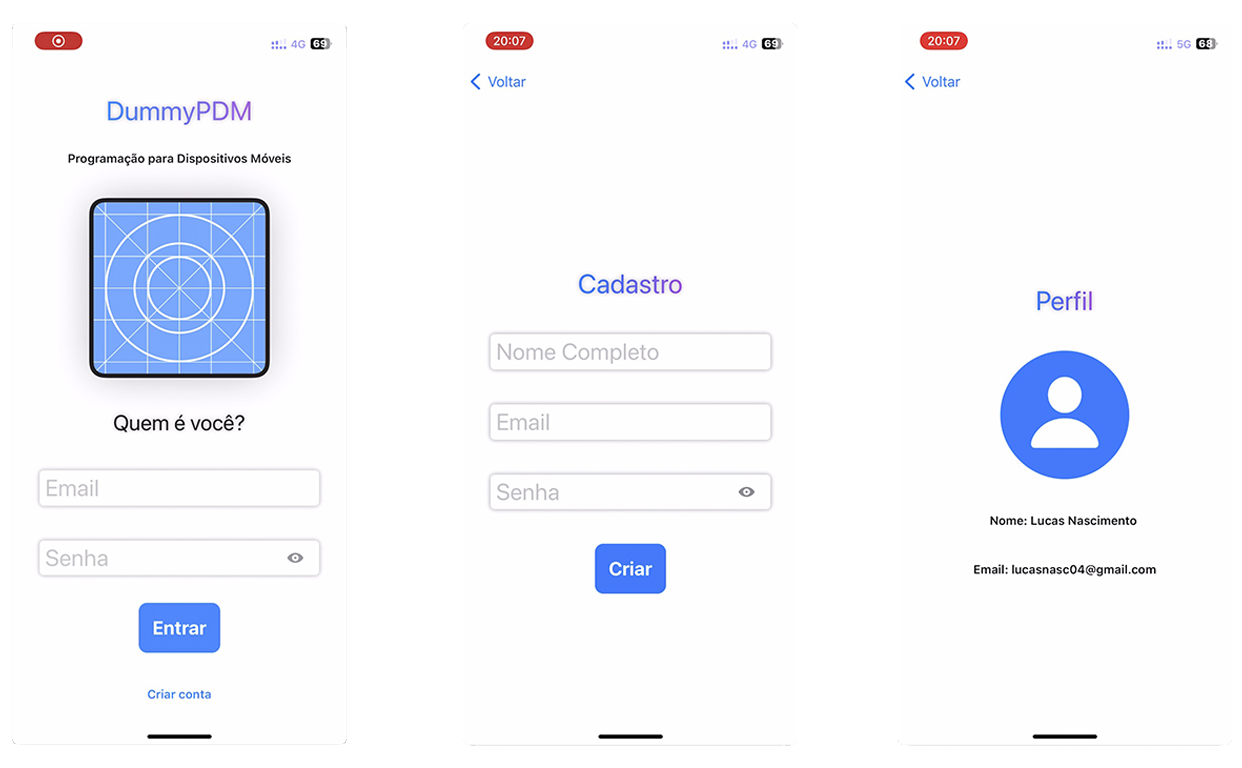 4G 69
DummyPDM
Programação para Dispositivos Móveis
Quem é você?
Email
Senha
Entrar
Criar conta
20:07 4G 69
Voltar
Cadastro
Nome Completo
Email
Senha
Criar
20:07 5G 68
Voltar
Perfil
Nome: Lucas Nascimento
Email: lucasnasc04@gmail.com